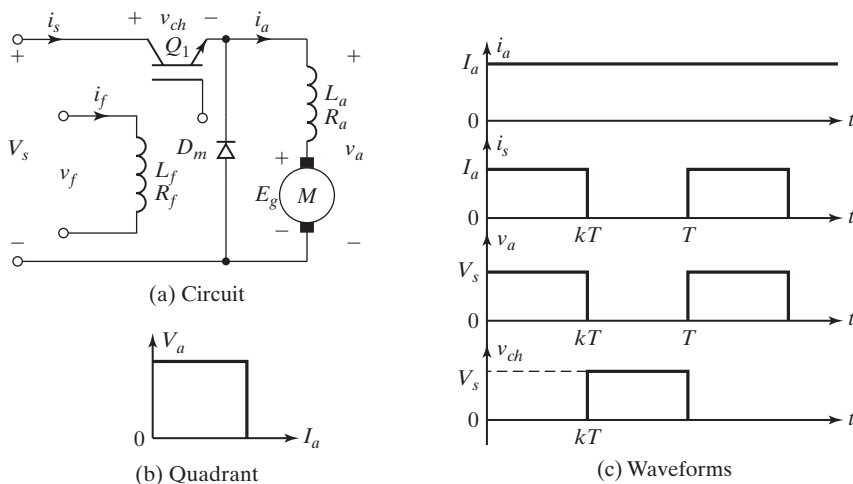 + v_ch −
i_s Q_1 i_a
+ +
i_f
L_a
R_a
V_s v_f L_f
R_f D_m v_a
+
E_g M
−
− −
(a) Circuit
V_a
0 I_a
(b) Quadrant
i_a
I_a
0 t
i_s
I_a
0 kT T t
v_a
V_s
0 kT T t
v_ch
V_s
0 kT T t
(c) Waveforms